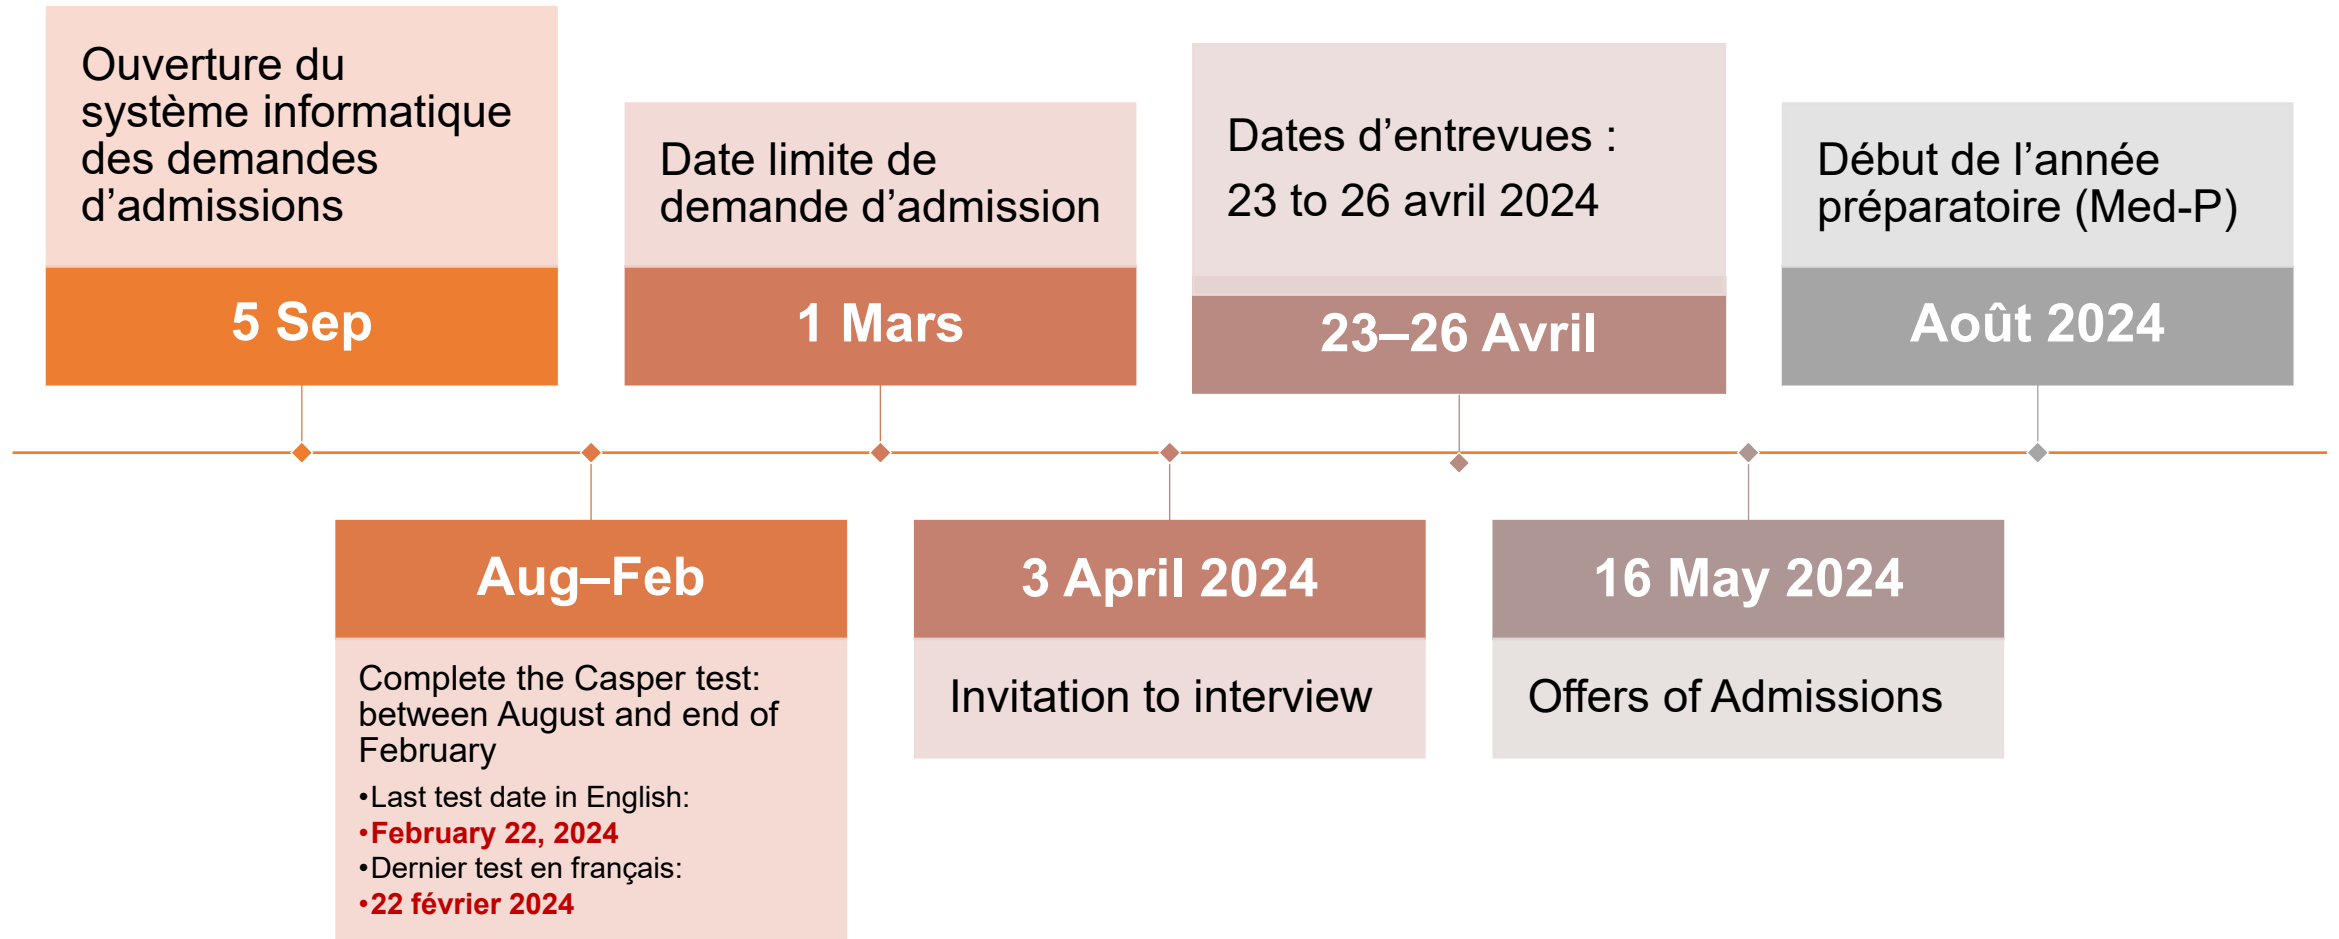 Ouverture du
système informatique
des demandes
d’admissions
5 Sep
Aug–Feb
Complete the Casper test:
between August and end of
February
•Last test date in English:
•February 22, 2024
•Dernier test en français:
•22 février 2024
Date limite de
demande d’admission
1 Mars
3 April 2024
Invitation to interview
Dates d’entrevues :
23 to 26 avril 2024
23–26 Avril
16 May 2024
Offers of Admissions
Début de l’année
préparatoire (Med-P)
Août 2024